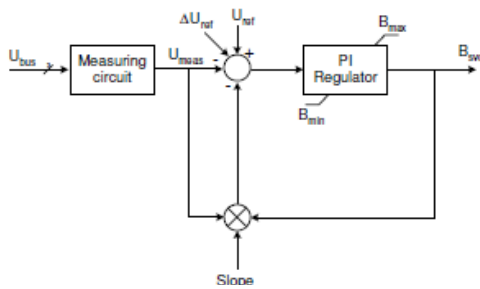 ΔU_ref
U_ref
+
B_max
U_bus
Measuring
circuit
U_meas
-
-
PI
Regulator
B_svc
B_min
Slope